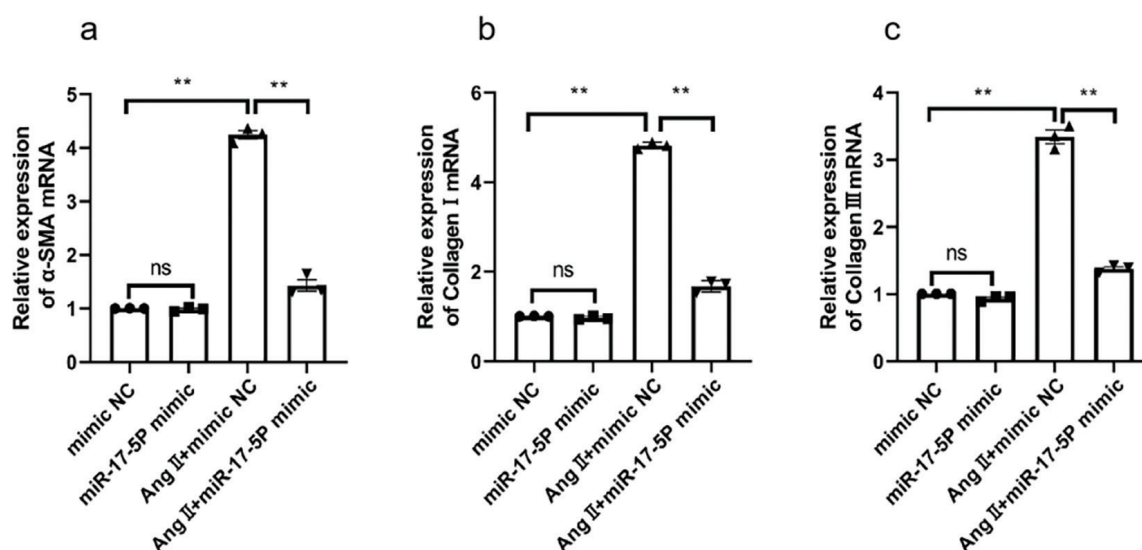 a
Relative expression
of α-SMA mRNA
5
4
3
2
1
0
**
**
ns
mimic NC
miR-17-5P mimic
Ang Ⅱ+mimic NC
Ang Ⅱ+miR-17-5P mimic
b
Relative expression
of Collagen Ⅰ mRNA
6
4
2
0
**
**
ns
mimic NC
miR-17-5P mimic
Ang Ⅱ+mimic NC
Ang Ⅱ+miR-17-5P mimic
c
Relative expression
of Collagen Ⅲ mRNA
4
3
2
1
0
**
**
ns
mimic NC
miR-17-5P mimic
Ang Ⅱ+mimic NC
Ang Ⅱ+miR-17-5P mimic